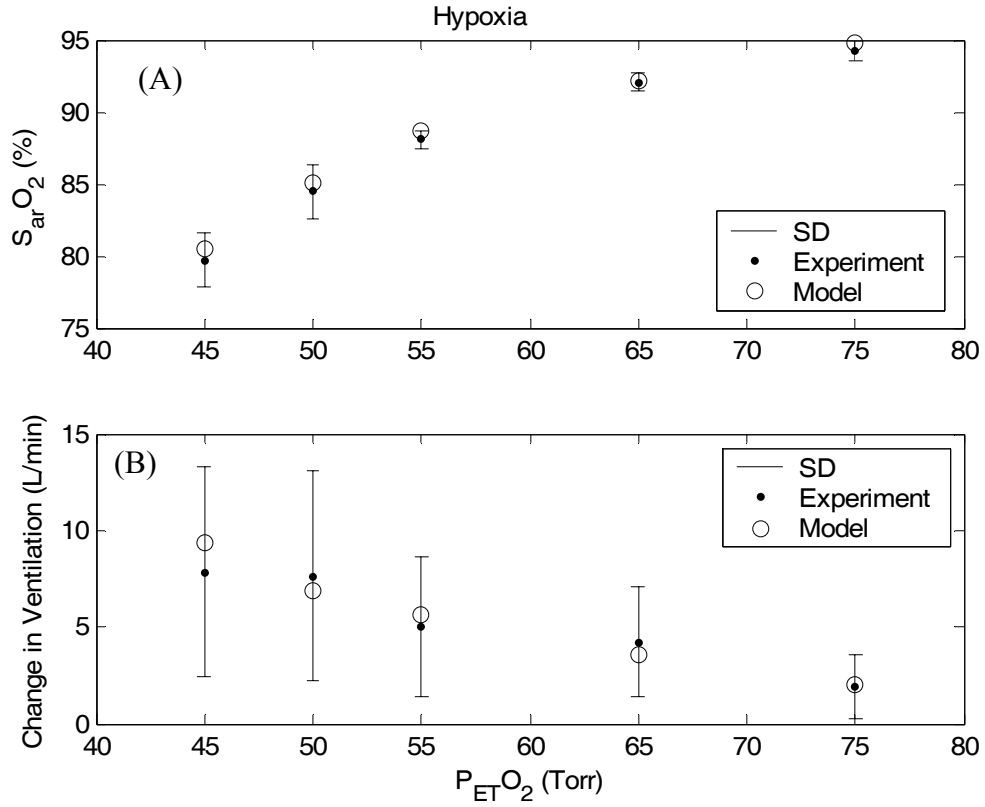 Hypoxia
(A)
95
90
85
80
75
S_arO_2 (%)
SD
Experiment
Model
40 45 50 55 60 65 70 75 80
(B)
15
10
5
0
Change in Ventilation (L/min)
SD
Experiment
Model
40 45 50 55 60 65 70 75 80
P_ETO_2 (Torr)